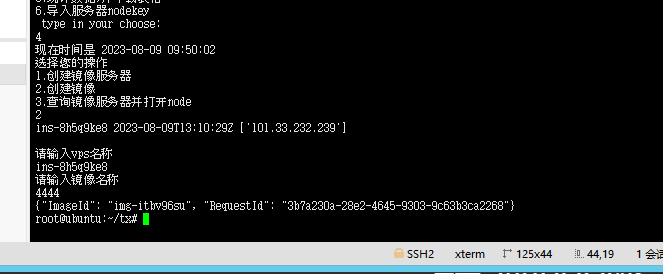 6.导入服务器nodekey
type in your choose:
4
现在时间是 2023-08-09 09:50:02
选择您的操作
1.创建镜像服务器
2.创建镜像
3.查询镜像服务器并打开node
2
ins-8h5q9ke8 2023-08-09T13:10:29Z ['101.33.232.239']
请输入vps名称
ins-8h5q9ke8
请输入镜像名称
4444
{"ImageId": "img-itbv96su", "RequestId": "3b7a230a-28e2-4645-9303-9c63b3ca2268"}
root@ubuntu:~/tx#
SSH2 xterm 125x44 44,19 1 会